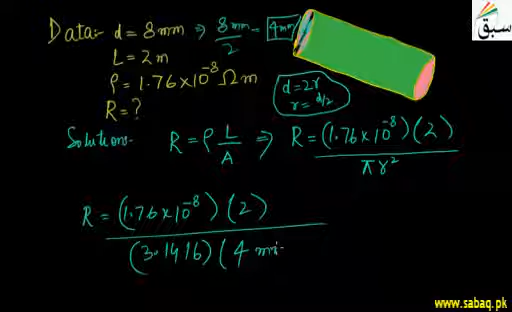 Data:- d = 8mm ⇒ 8mm/2 = 4mm
L = 2m
ρ = 1.76×10⁻⁸ Ωm
R = ?
d = 2r
r = d/2
Solution:- R = ρ L/A ⇒ R = (1.76×10⁻⁸)(2)/πr²
R = (1.76×10⁻⁸)(2)/(3.1416)(4 mm
سبق
www.sabaq.pk